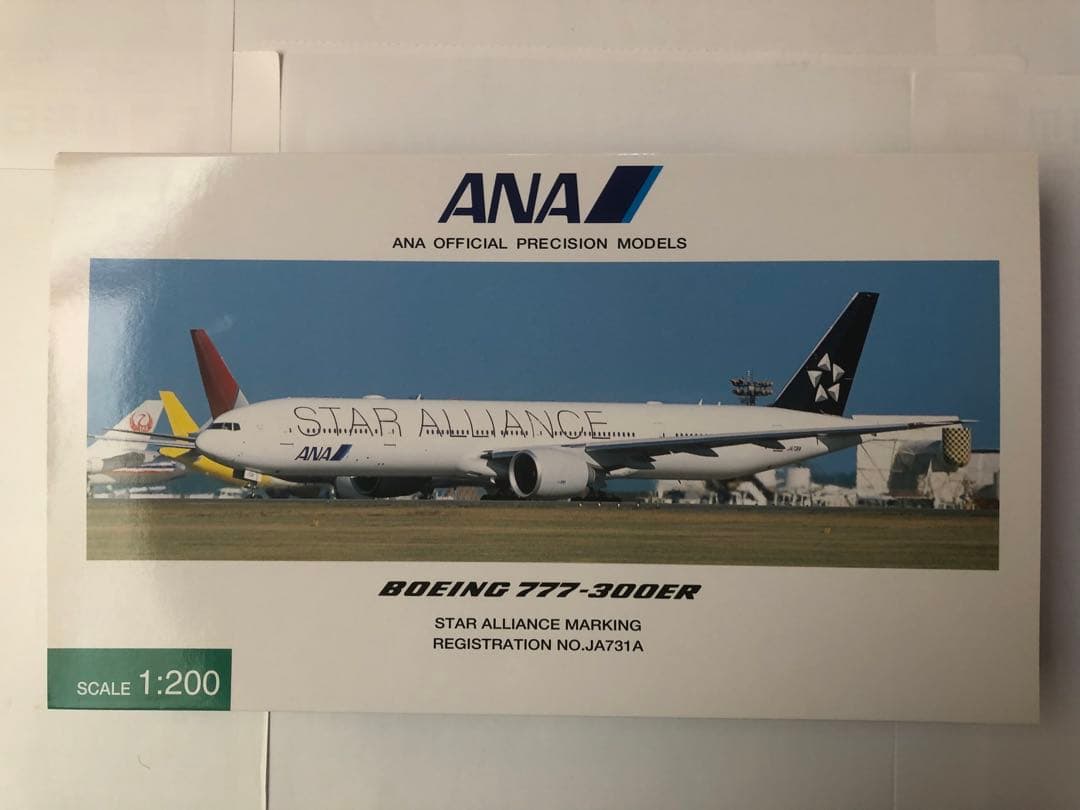 ANA
ANA OFFICIAL PRECISION MODELS
STAR ALLIANCE
ANA
BOEING 777-300ER
STAR ALLIANCE MARKING
REGISTRATION NO.JA731A
SCALE 1:200